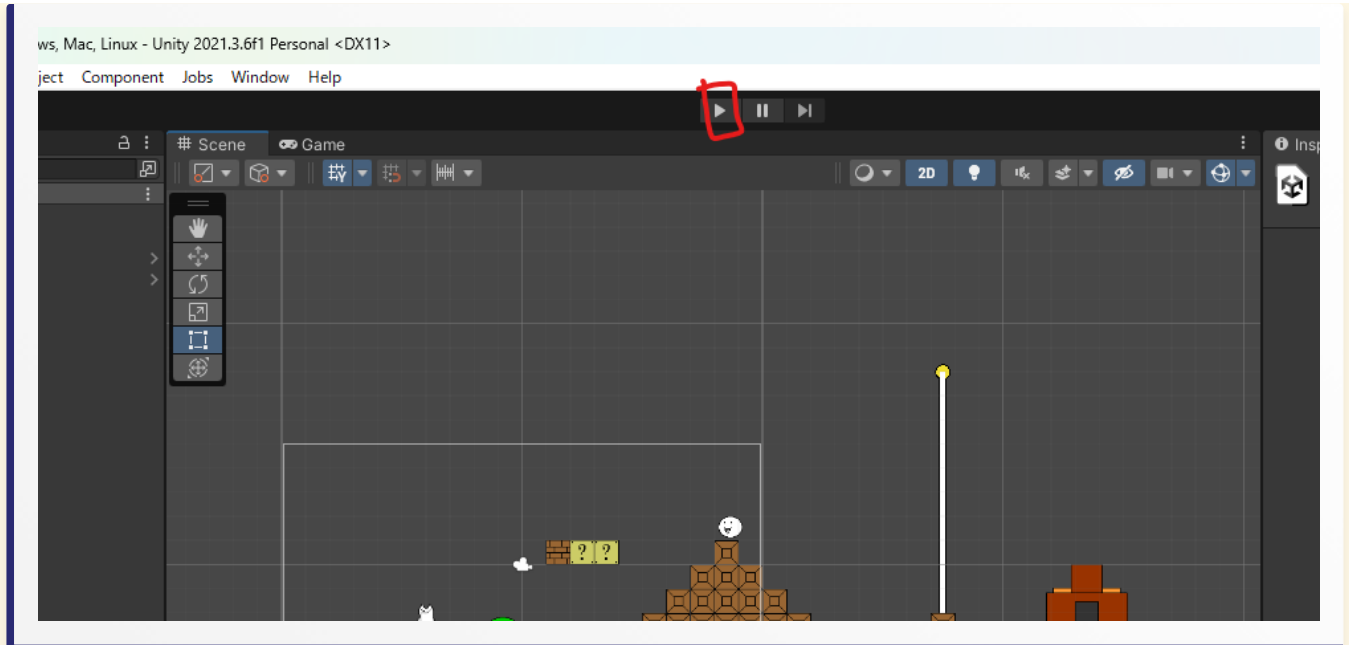 ws, Mac, Linux - Unity 2021.3.6f1 Personal <DX11>
ject Component Jobs Window Help
# Scene Game
Insp
2D
? ?